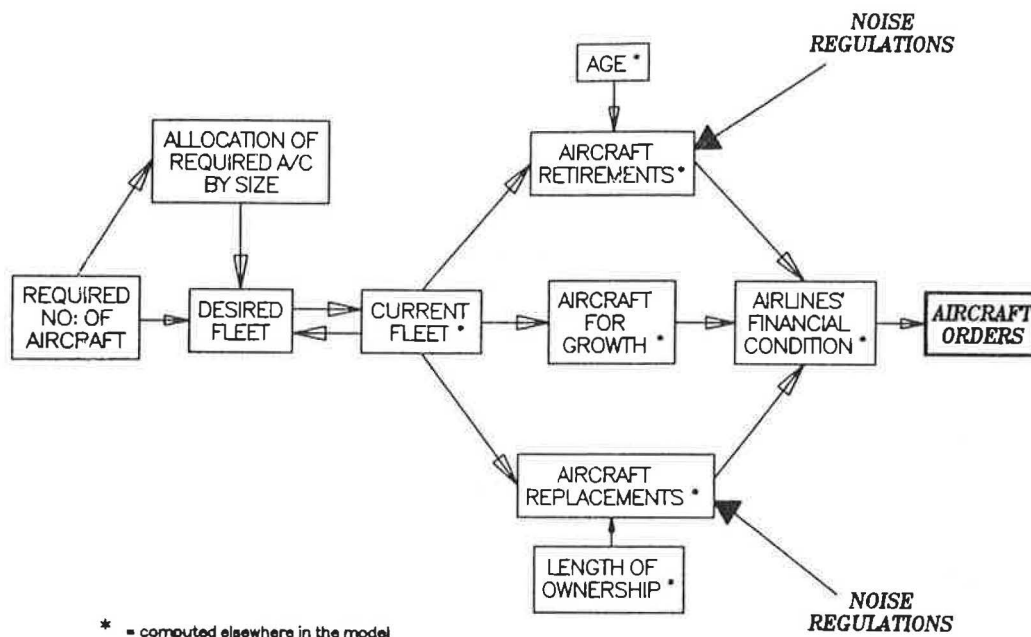 NOISE
REGULATIONS
AGE *
ALLOCATION OF
REQUIRED A/C
BY SIZE
AIRCRAFT
RETIREMENTS *
REQUIRED
NO: OF
AIRCRAFT
DESIRED
FLEET
CURRENT
FLEET *
AIRCRAFT
FOR
GROWTH *
AIRLINES'
FINANCIAL
CONDITION *
AIRCRAFT
ORDERS
AIRCRAFT
REPLACEMENTS *
LENGTH OF
OWNERSHIP *
NOISE
REGULATIONS
* = computed elsewhere in the model